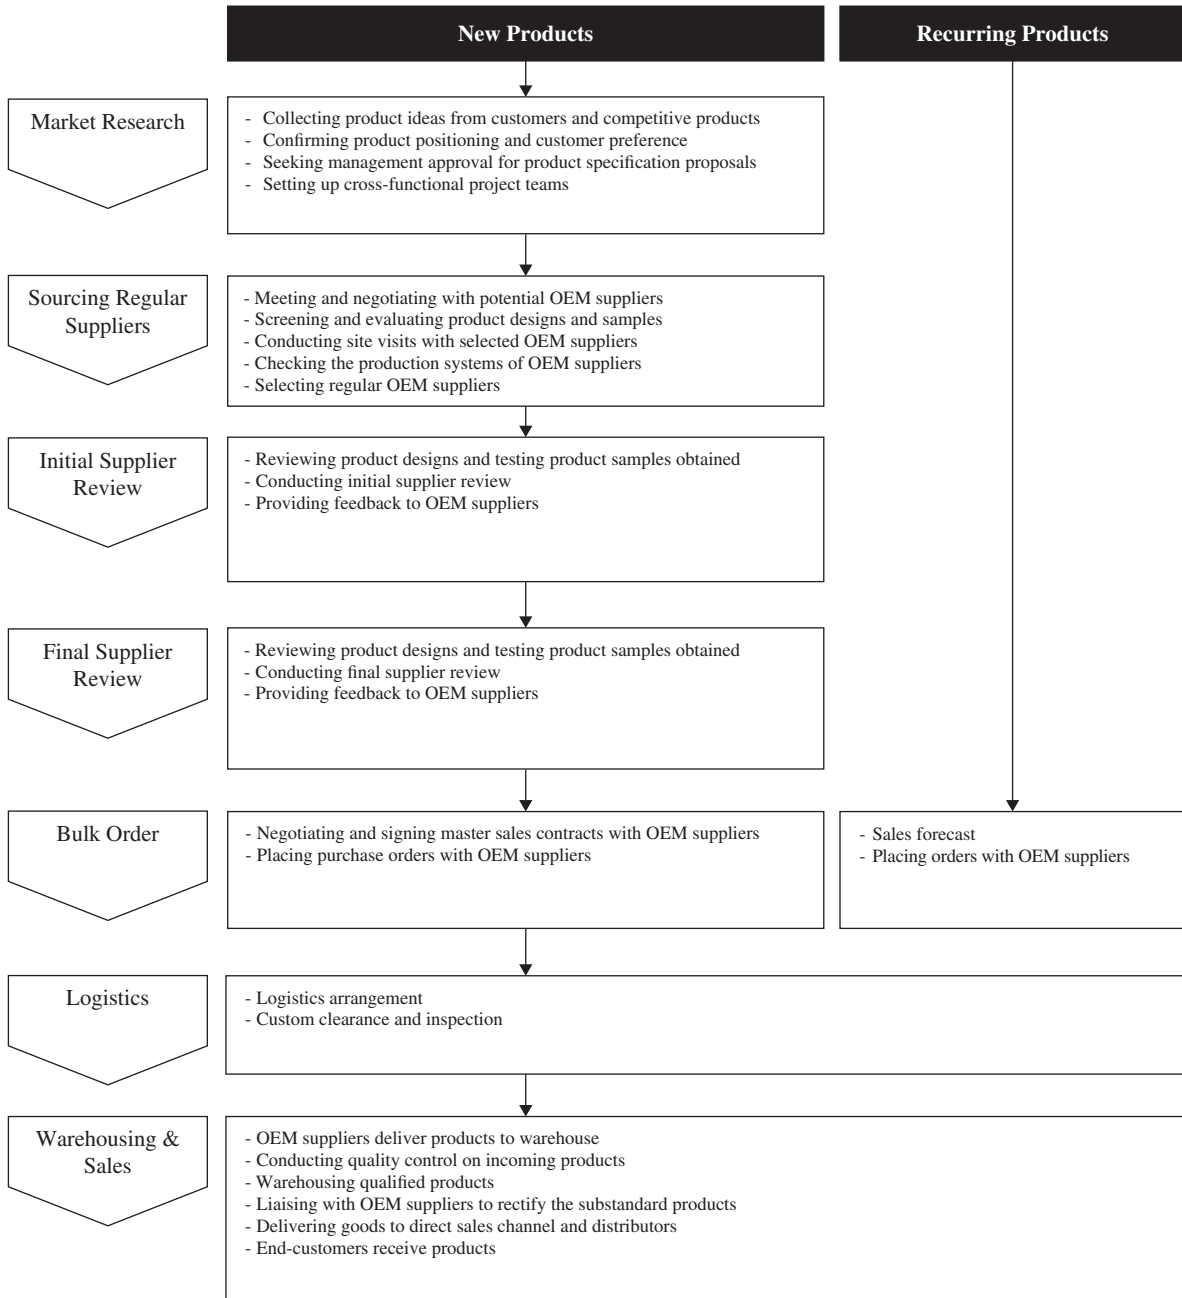 New Products
Recurring Products
Market Research
- Collecting product ideas from customers and competitive products
- Confirming product positioning and customer preference
- Seeking management approval for product specification proposals
- Setting up cross-functional project teams
Sourcing Regular
Suppliers
- Meeting and negotiating with potential OEM suppliers
- Screening and evaluating product designs and samples
- Conducting site visits with selected OEM suppliers
- Checking the production systems of OEM suppliers
- Selecting regular OEM suppliers
Initial Supplier
Review
- Reviewing product designs and testing product samples obtained
- Conducting initial supplier review
- Providing feedback to OEM suppliers
Final Supplier
Review
- Reviewing product designs and testing product samples obtained
- Conducting final supplier review
- Providing feedback to OEM suppliers
Bulk Order
- Negotiating and signing master sales contracts with OEM suppliers
- Placing purchase orders with OEM suppliers
- Sales forecast
- Placing orders with OEM suppliers
Logistics
- Logistics arrangement
- Custom clearance and inspection
Warehousing &
Sales
- OEM suppliers deliver products to warehouse
- Conducting quality control on incoming products
- Warehousing qualified products
- Liaising with OEM suppliers to rectify the substandard products
- Delivering goods to direct sales channel and distributors
- End-customers receive products